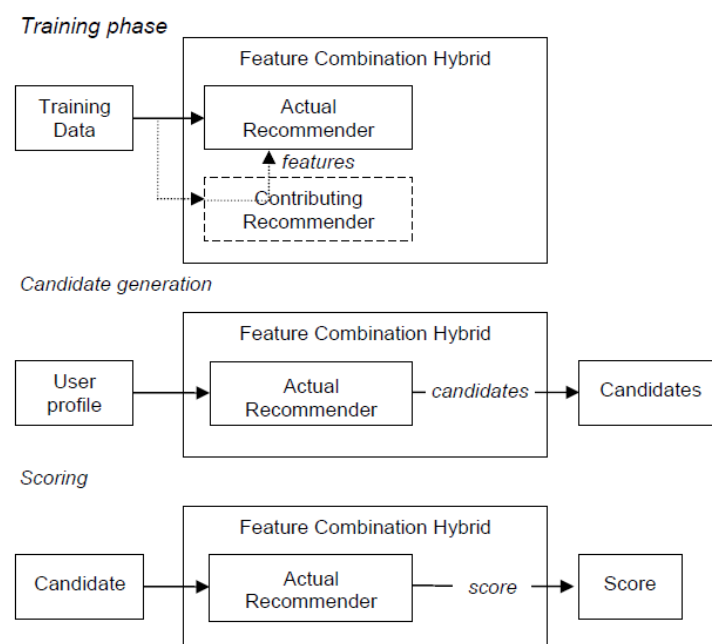 Training phase
Feature Combination Hybrid
Training
Data
Actual
Recommender
features
Contributing
Recommender
Candidate generation
Feature Combination Hybrid
User
profile
Actual
Recommender
candidates
Candidates
Scoring
Feature Combination Hybrid
Candidate
Actual
Recommender
score
Score